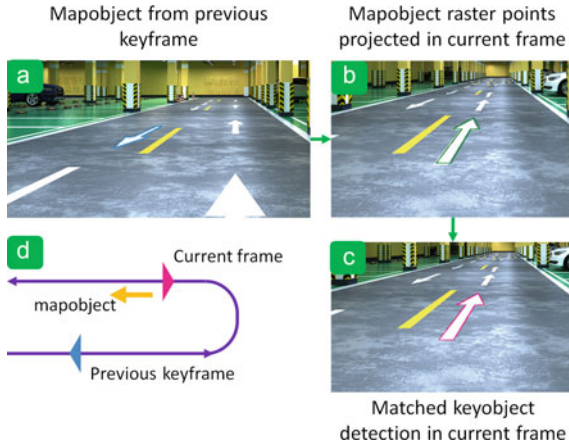 Mapobject from previous
keyframe
Mapobject raster points
projected in current frame
a
b
d
Current frame
mapobject
Previous keyframe
c
Matched keyobject
detection in current frame